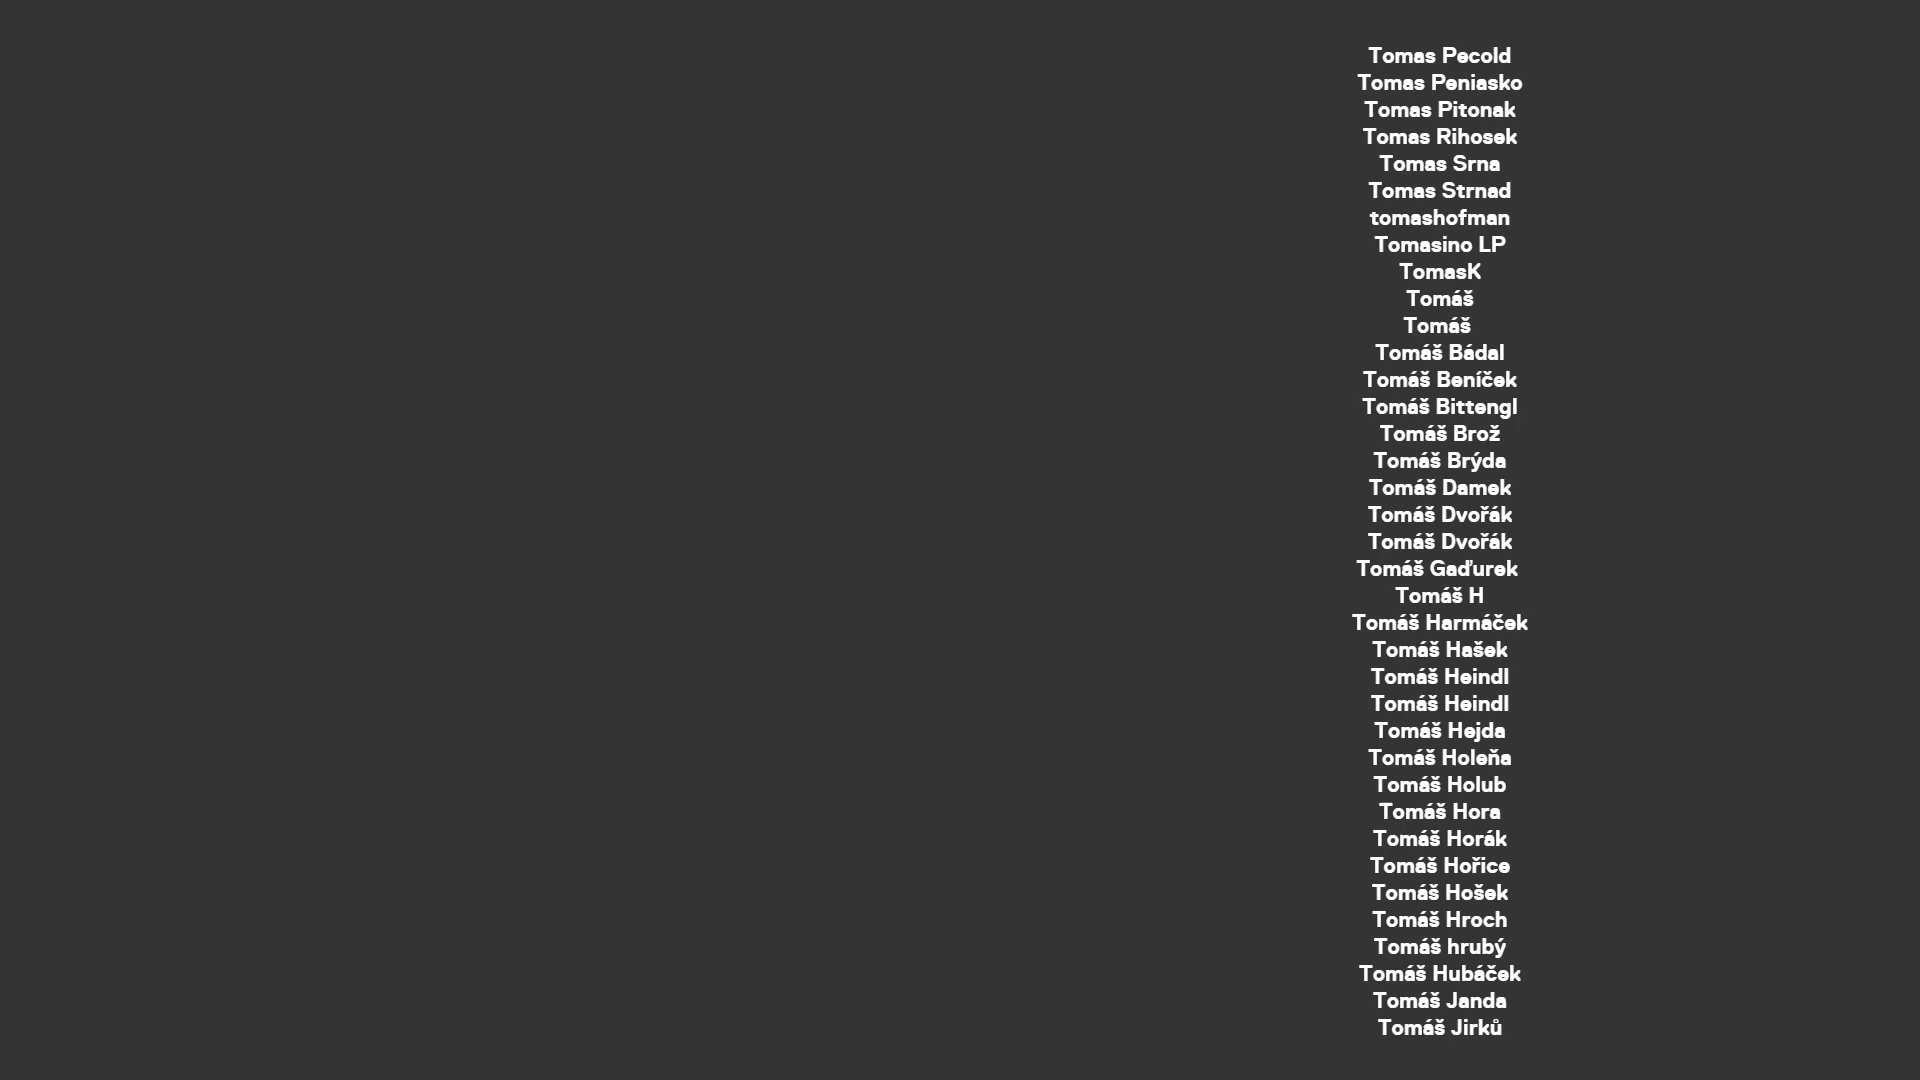 Tomas Pecold
Tomas Peniasko
Tomas Pitonak
Tomas Rihosek
Tomas Srna
Tomas Strnad
tomashofman
Tomasino LP
TomasK
Tomáš
Tomáš
Tomáš Bádal
Tomáš Beníček
Tomáš Bittengl
Tomáš Brož
Tomáš Brýda
Tomáš Damek
Tomáš Dvořák
Tomáš Dvořák
Tomáš Gaďurek
Tomáš H
Tomáš Harmáček
Tomáš Hašek
Tomáš Heindl
Tomáš Heindl
Tomáš Hejda
Tomáš Holeňa
Tomáš Holub
Tomáš Hora
Tomáš Horák
Tomáš Hořice
Tomáš Hošek
Tomáš Hroch
Tomáš hrubý
Tomáš Hubáček
Tomáš Janda
Tomáš Jirků